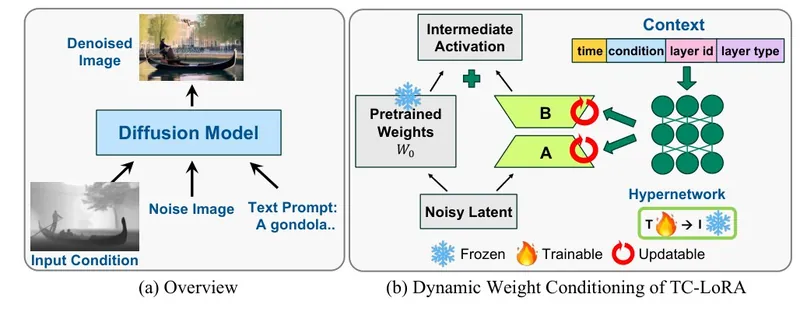 Denoised
Image
Diffusion Model
Noise Image
Text Prompt:
A gondola..
Input Condition
(a) Overview
Intermediate
Activation
Context
time condition layer id layer type
Pretrained
Weights
W₀
B
A
Noisy Latent
Hypernetwork
T → I
Frozen Trainable Updatable
(b) Dynamic Weight Conditioning of TC-LoRA